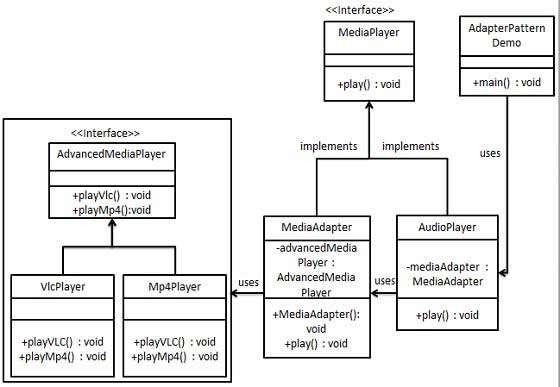 <<Interface>>
MediaPlayer
+play() : void
AdapterPattern
Demo
+main() : void
<<Interface>>
AdvancedMediaPlayer
+playVlc() : void
+playMp4():void
implements
implements
uses
MediaAdapter
-advancedMedia
Player :
AdvancedMedia
Player
+MediaAdapter():
void
+play() : void
AudioPlayer
-mediaAdapter :
MediaAdapter
+play() : void
VlcPlayer
+playVLC() : void
+playMp4() : void
Mp4Player
+playVLC() : void
+playMp4() : void
uses
uses